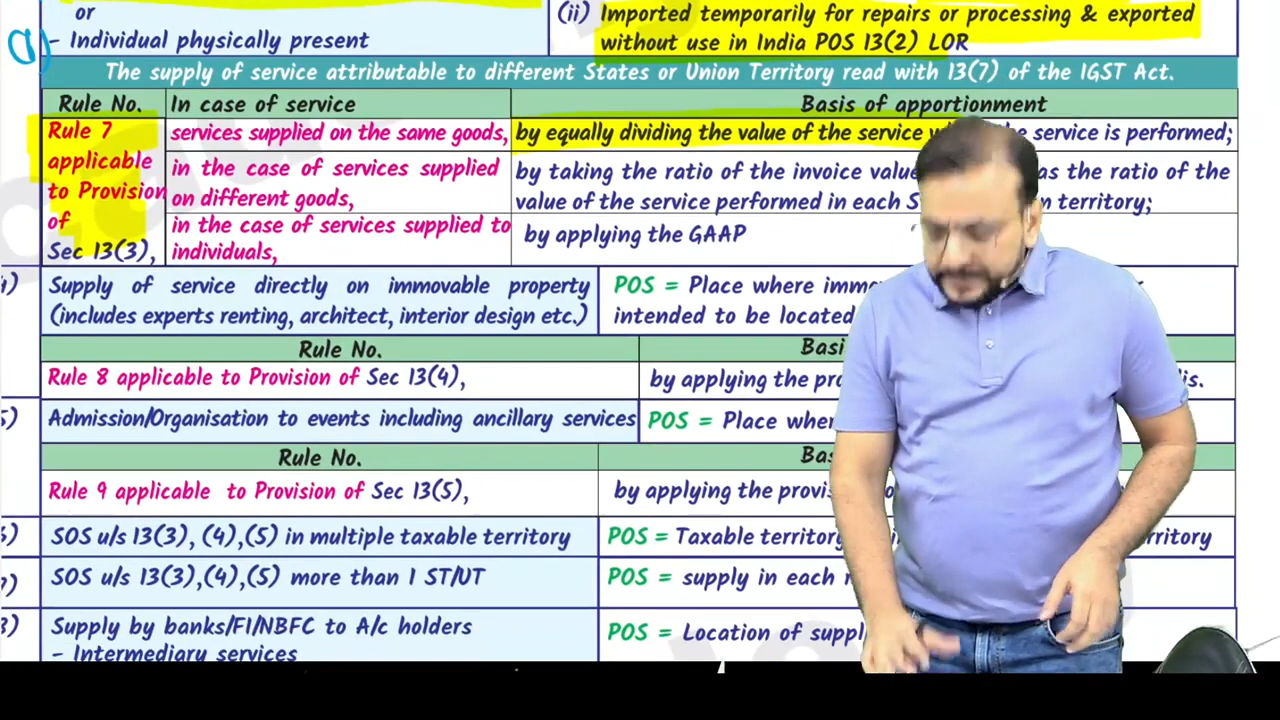 or
- Individual physically present
(ii) Imported temporarily for repairs or processing & exported
without use in India POS 13(2) LOR
a)
The supply of service attributable to different States or Union Territory read with 13(7) of the IGST Act.
Rule No. In case of service Basis of apportionment
Rule 7
applicable
to Provision
of
Sec 13(3),
services supplied on the same goods,
by equally dividing the value of the service the service is performed;
in the case of services supplied
on different goods,
by taking the ratio of the invoice value as the ratio of the
value of the service performed in each territory;
in the case of services supplied to
individuals,
by applying the GAAP
Supply of service directly on immovable property
(includes experts renting, architect, interior design etc.)
POS = Place where
intended to be located
Rule No.
Rule 8 applicable to Provision of Sec 13(4),
by applying the
5)
Admission/Organisation to events including ancillary services
POS = Place
Rule No.
Rule 9 applicable to Provision of Sec 13(5),
by applying the
6)
SOS u/s 13(3), (4),(5) in multiple taxable territory
POS = Taxable territory
7)
SOS u/s 13(3),(4),(5) more than 1 ST/UT
POS = supply in each
8)
Supply by banks/FI/NBFC to A/c holders
- Intermediary services
POS = Location of